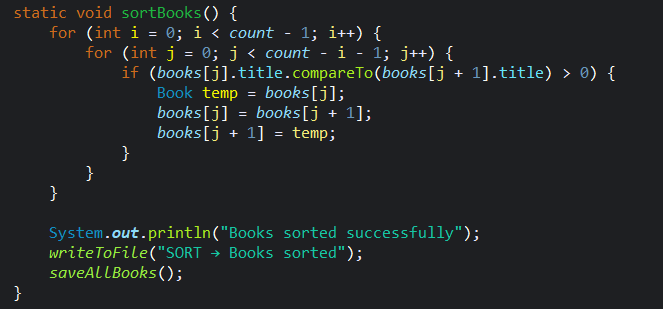 static void sortBooks() {
    for (int i = 0; i < count - 1; i++) {
        for (int j = 0; j < count - i - 1; j++) {
            if (books[j].title.compareTo(books[j + 1].title) > 0) {
                Book temp = books[j];
                books[j] = books[j + 1];
                books[j + 1] = temp;
            }
        }
    }

    System.out.println("Books sorted successfully");
    writeToFile("SORT → Books sorted");
    saveAllBooks();
}